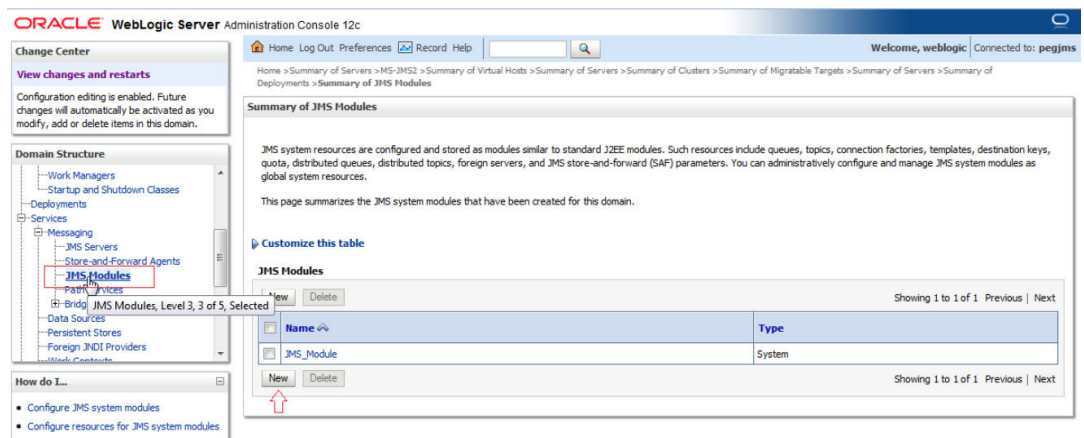 ORACLE WebLogic Server Administration Console 12c
Change Center
View changes and restarts
Configuration editing is enabled. Future
changes will automatically be activated as you
modify, add or delete items in this domain.
Domain Structure
Work Managers
Startup and Shutdown Classes
Deployments
Services
Messaging
JMS Servers
Store-and-Forward Agents
JMS Modules
JMS Modules, Level 3, 3 of 5, Selected
Data Sources
Persistent Stores
Foreign JNDI Providers
Work Contexts
How do I...
Configure JMS system modules
Configure resources for JMS system modules
Home Log Out Preferences Record Help
Welcome, weblogic Connected to: pegjms
Home >Summary of Servers >MS-JMS2 >Summary of Virtual Hosts >Summary of Servers >Summary of Clusters >Summary of Migratable Targets >Summary of Servers >Summary of
Deployments >Summary of JMS Modules
Summary of JMS Modules
JMS system resources are configured and stored as modules similar to standard J2EE modules. Such resources include queues, topics, connection factories, templates, destination keys,
quota, distributed queues, distributed topics, foreign servers, and JMS store-and-forward (SAF) parameters. You can administratively configure and manage JMS system modules as
global system resources.
This page summarizes the JMS system modules that have been created for this domain.
Customize this table
JMS Modules
New Delete Showing 1 to 1 of 1 Previous | Next
Name Type
JMS_Module System
New Delete Showing 1 to 1 of 1 Previous | Next